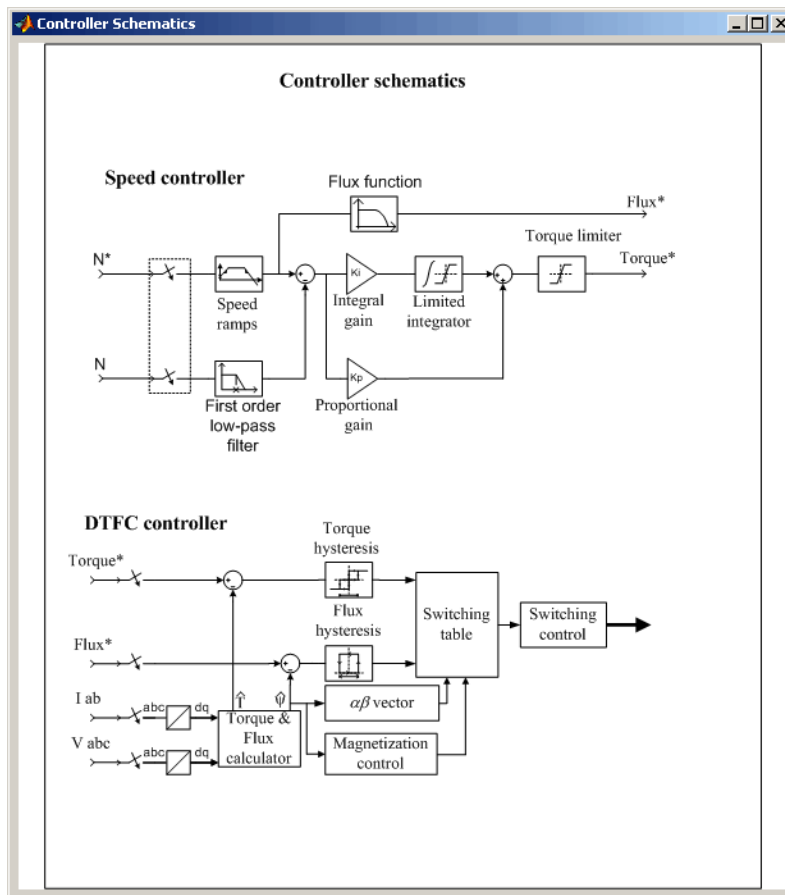 Controller Schematics
Controller schematics
Speed controller
Flux function
Flux*
Torque limiter
N*
Torque*
Ki
Speed
ramps
Integral
gain
Limited
integrator
N
Kp
First order
low-pass
filter
Proportional
gain
DTFC controller
Torque
hysteresis
Torque*
Switching
table
Switching
control
Flux
hysteresis
Flux*
I ab
abc
dq
T̂
ψ̂
αβ vector
Torque &
Flux
calculator
V abc
abc
dq
Magnetization
control